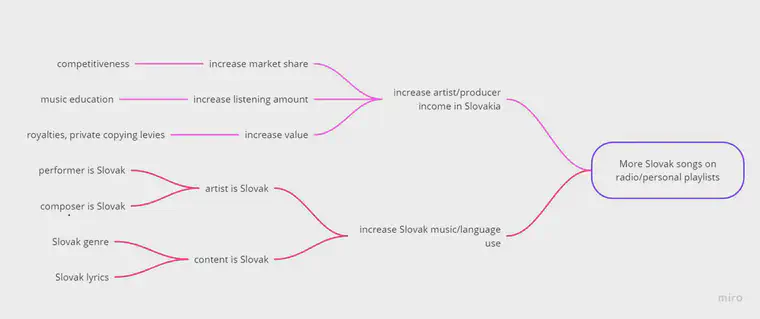 competitiveness
increase market share
music education
increase listening amount
increase artist/producer
income in Slovakia
royalties, private copying levies
increase value
More Slovak songs on
radio/personal playlists
performer is Slovak
artist is Slovak
composer is Slovak
increase Slovak music/language
use
Slovak genre
content is Slovak
Slovak lyrics
miro